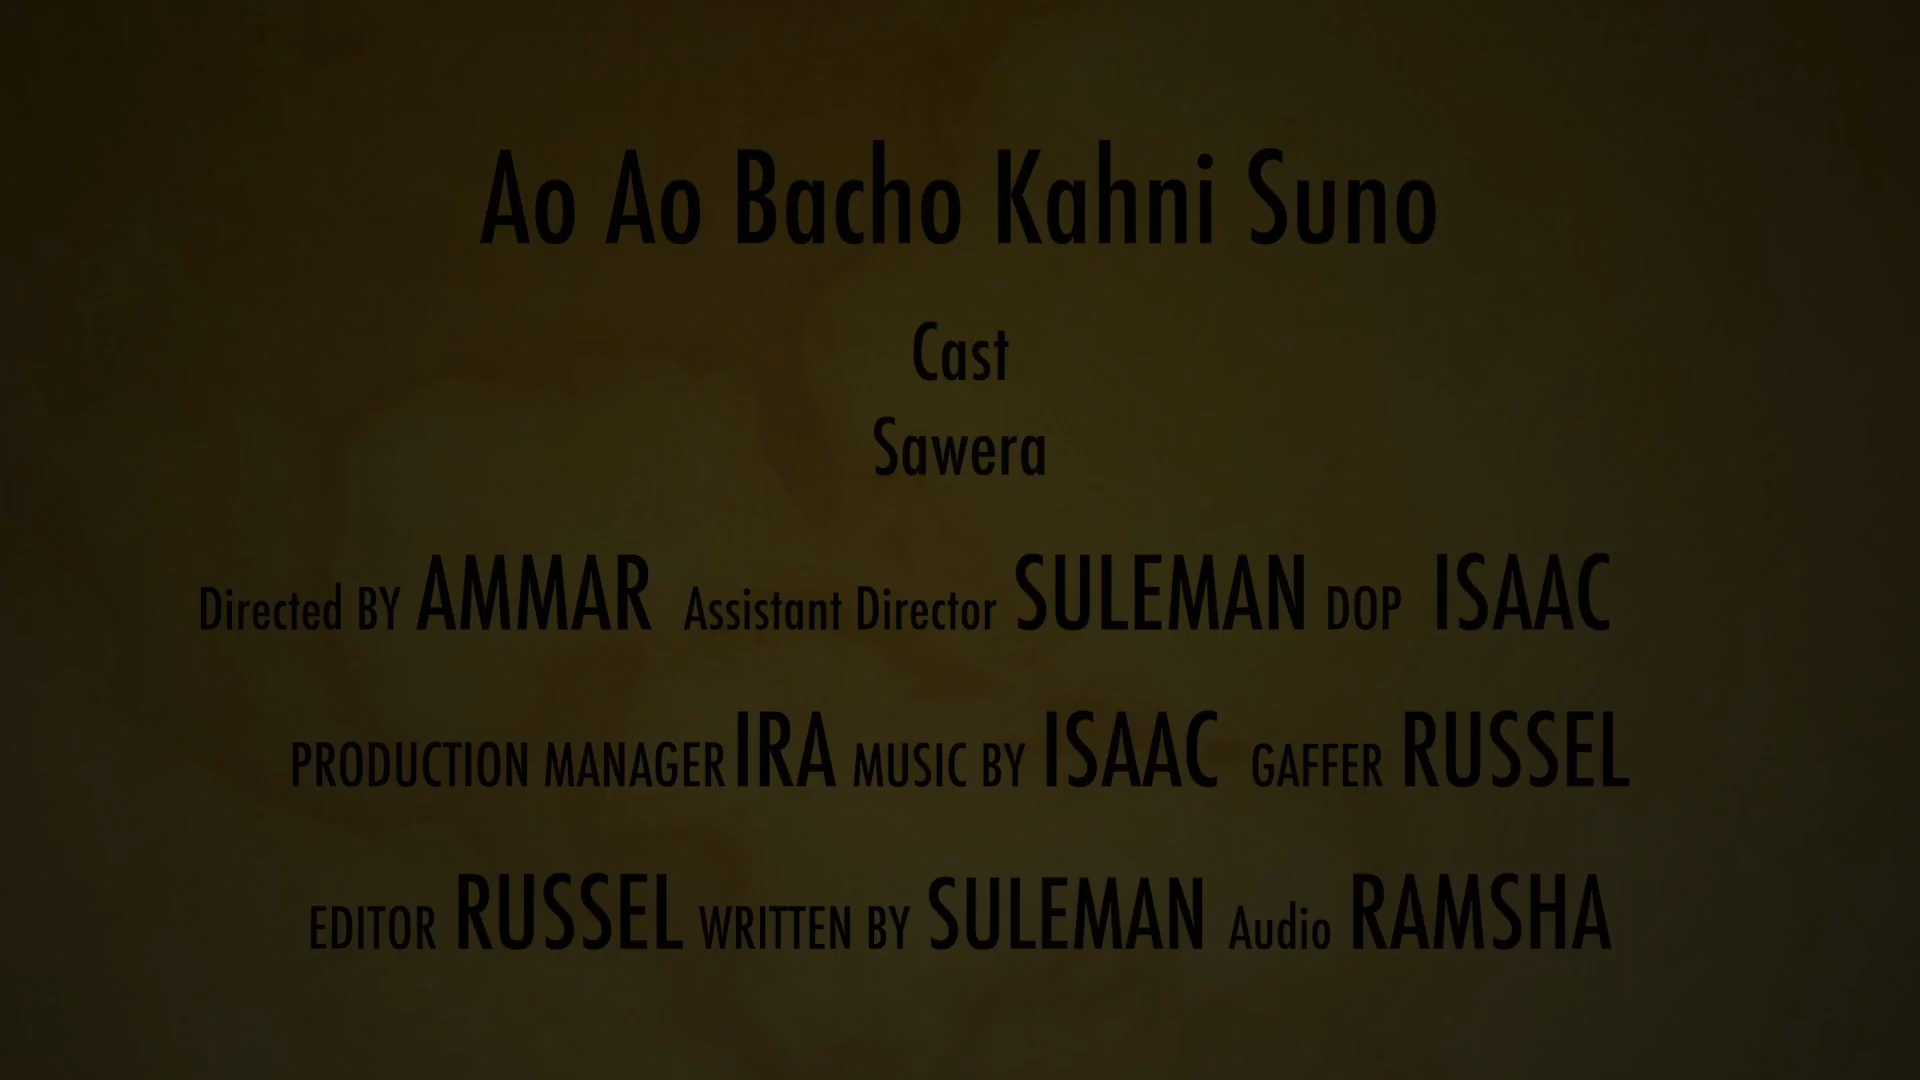 Ao Ao Bacho Kahni Suno
Cast
Sawera
Directed BY AMMAR Assistant Director SULEMAN DOP ISAAC
PRODUCTION MANAGER IRA MUSIC BY ISAAC GAFFER RUSSEL
EDITOR RUSSEL WRITTEN BY SULEMAN Audio RAMSHA